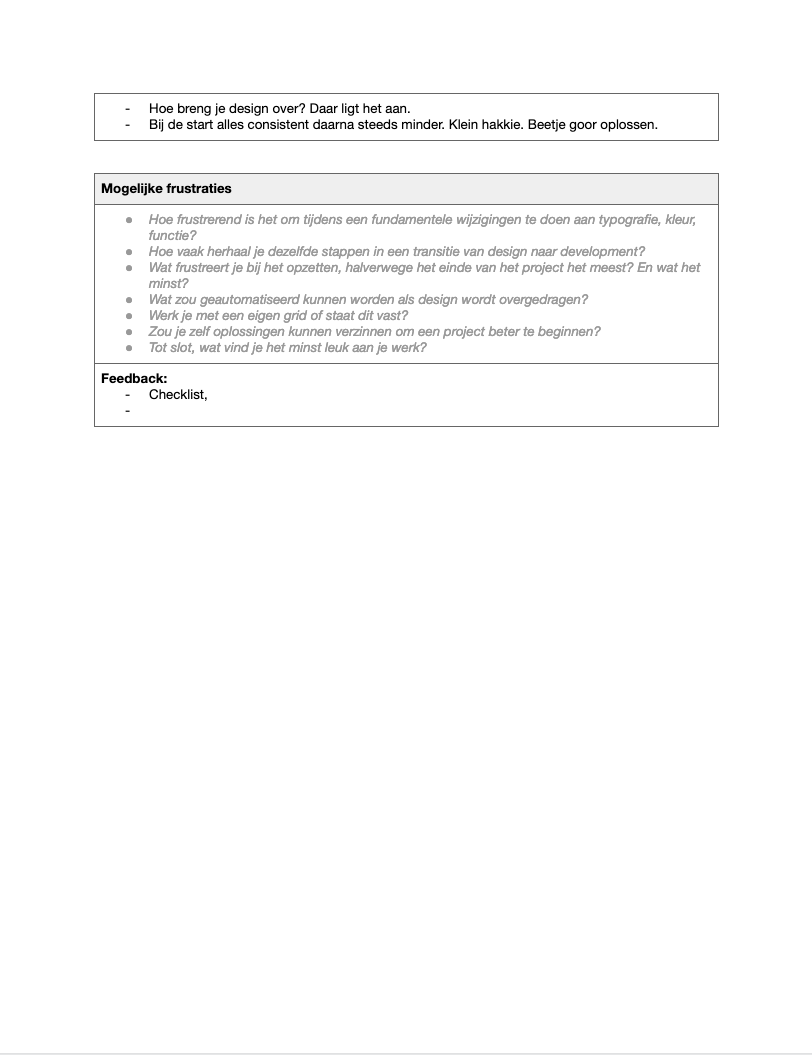 - Hoe breng je design over? Daar ligt het aan.
- Bij de start alles consistent daarna steeds minder. Klein hakkie. Beetje goor oplossen.
Mogelijke frustraties
● Hoe frustrerend is het om tijdens een fundamentele wijzigingen te doen aan typografie, kleur,
functie?
● Hoe vaak herhaal je dezelfde stappen in een transitie van design naar development?
● Wat frustreert je bij het opzetten, halverwege het einde van het project het meest? En wat het
minst?
● Wat zou geautomatiseerd kunnen worden als design wordt overgedragen?
● Werk je met een eigen grid of staat dit vast?
● Zou je zelf oplossingen kunnen verzinnen om een project beter te beginnen?
● Tot slot, wat vind je het minst leuk aan je werk?
Feedback:
- Checklist,
-